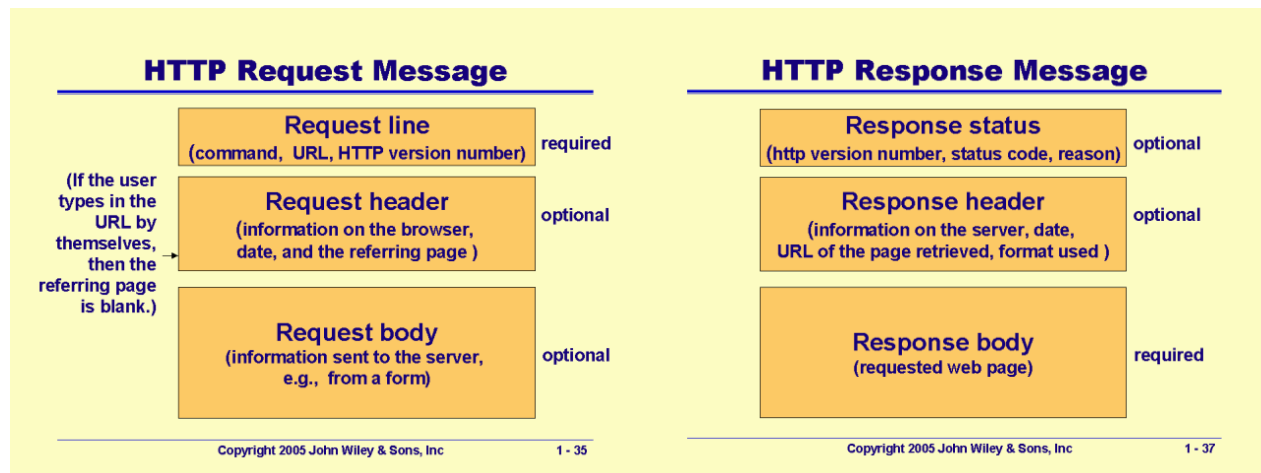 HTTP Request Message
Request line
(command, URL, HTTP version number)
required
(If the user
types in the
URL by
themselves,
then the
referring page
is blank.)
Request header
(information on the browser,
date, and the referring page )
optional
Request body
(information sent to the server,
e.g., from a form)
optional
Copyright 2005 John Wiley & Sons, Inc
1 - 35
HTTP Response Message
Response status
(http version number, status code, reason)
optional
Response header
(information on the server, date,
URL of the page retrieved, format used )
optional
Response body
(requested web page)
required
Copyright 2005 John Wiley & Sons, Inc
1 - 37